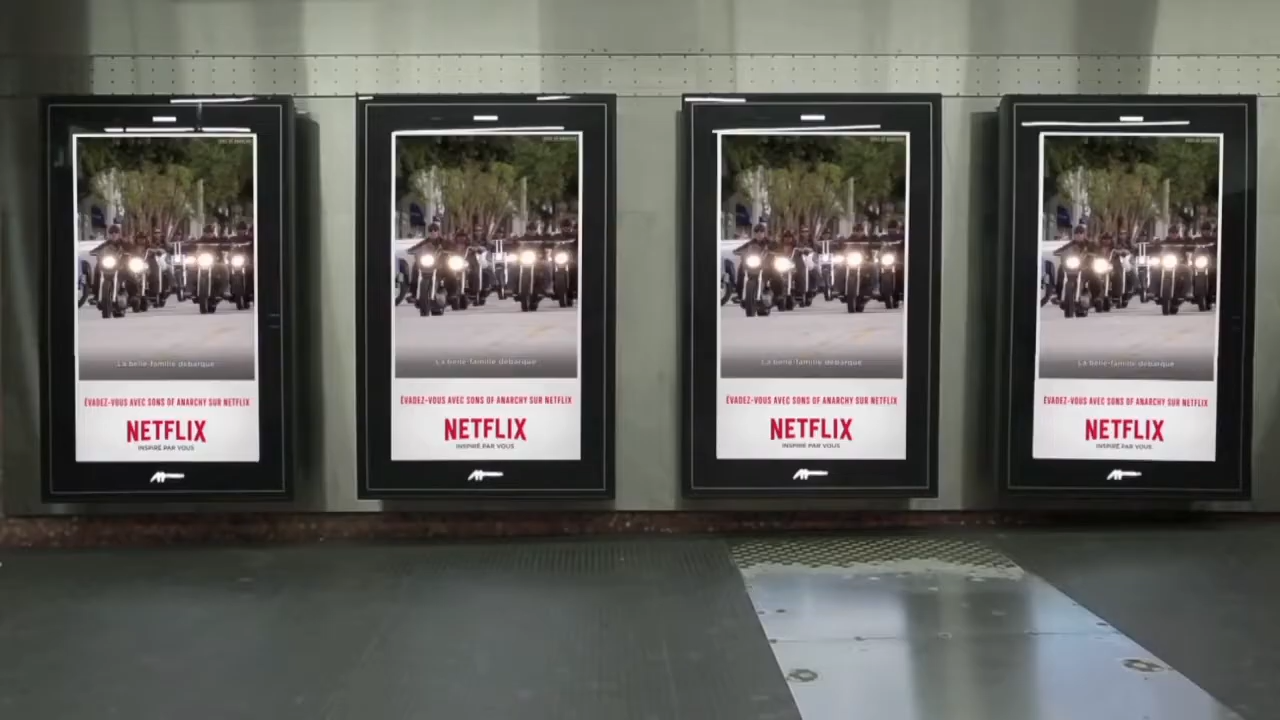 La belle-famille débarque
ÉVADEZ-VOUS AVEC SONS OF ANARCHY SUR NETFLIX
NETFLIX
INSPIRÉ PAR VOUS
La belle-famille débarque
ÉVADEZ-VOUS AVEC SONS OF ANARCHY SUR NETFLIX
NETFLIX
INSPIRÉ PAR VOUS
La belle-famille débarque
ÉVADEZ-VOUS AVEC SONS OF ANARCHY SUR NETFLIX
NETFLIX
INSPIRÉ PAR VOUS
La belle-famille débarque
ÉVADEZ-VOUS AVEC SONS OF ANARCHY SUR NETFLIX
NETFLIX
INSPIRÉ PAR VOUS